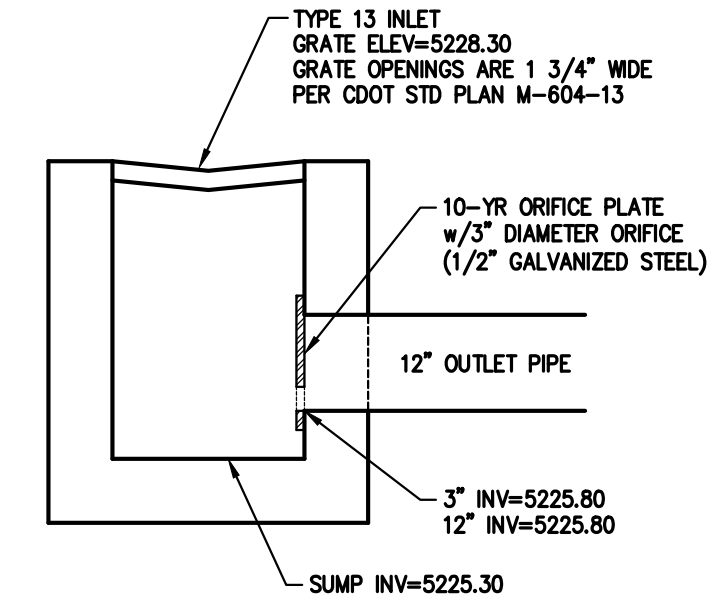 TYPE 13 INLET
GRATE ELEV=5228.30
GRATE OPENINGS ARE 1 3/4" WIDE
PER CDOT STD PLAN M-604-13
10-YR ORIFICE PLATE
w/3" DIAMETER ORIFICE
(1/2" GALVANIZED STEEL)
12" OUTLET PIPE
3" INV=5225.80
12" INV=5225.80
SUMP INV=5225.30